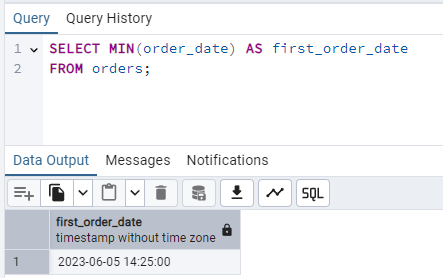 Query Query History
1 SELECT MIN(order_date) AS first_order_date
2 FROM orders;
Data Output Messages Notifications
SQL
first_order_date
timestamp without time zone
1 2023-06-05 14:25:00